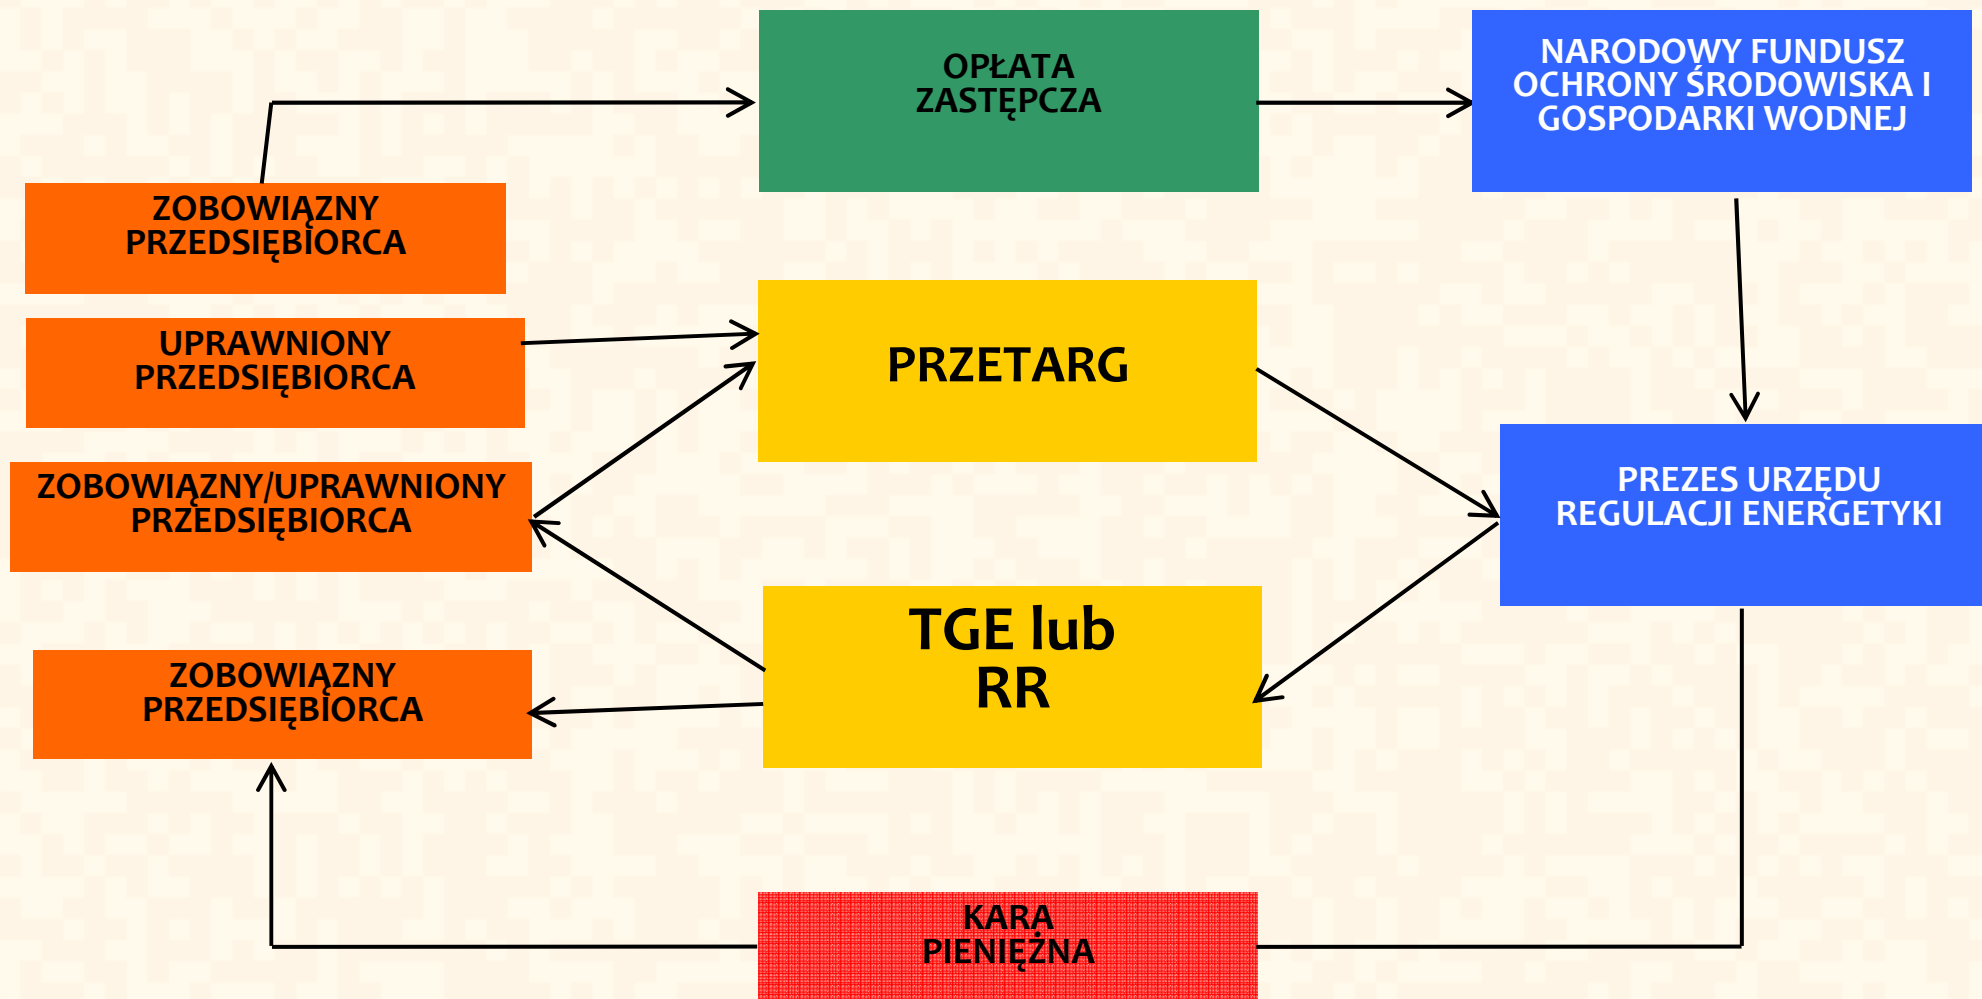 OPŁATA
ZASTĘPCZA
NARODOWY FUNDUSZ
OCHRONY ŚRODOWISKA I
GOSPODARKI WODNEJ
ZOBOWIĄZNY
PRZEDSIĘBIORCA
UPRAWNIONY
PRZEDSIĘBIORCA
PRZETARG
ZOBOWIĄZNY/UPRAWNIONY
PRZEDSIĘBIORCA
PREZES URZĘDU
REGULACJI ENERGETYKI
TGE lub
RR
ZOBOWIĄZNY
PRZEDSIĘBIORCA
KARA
PIENIĘŻNA